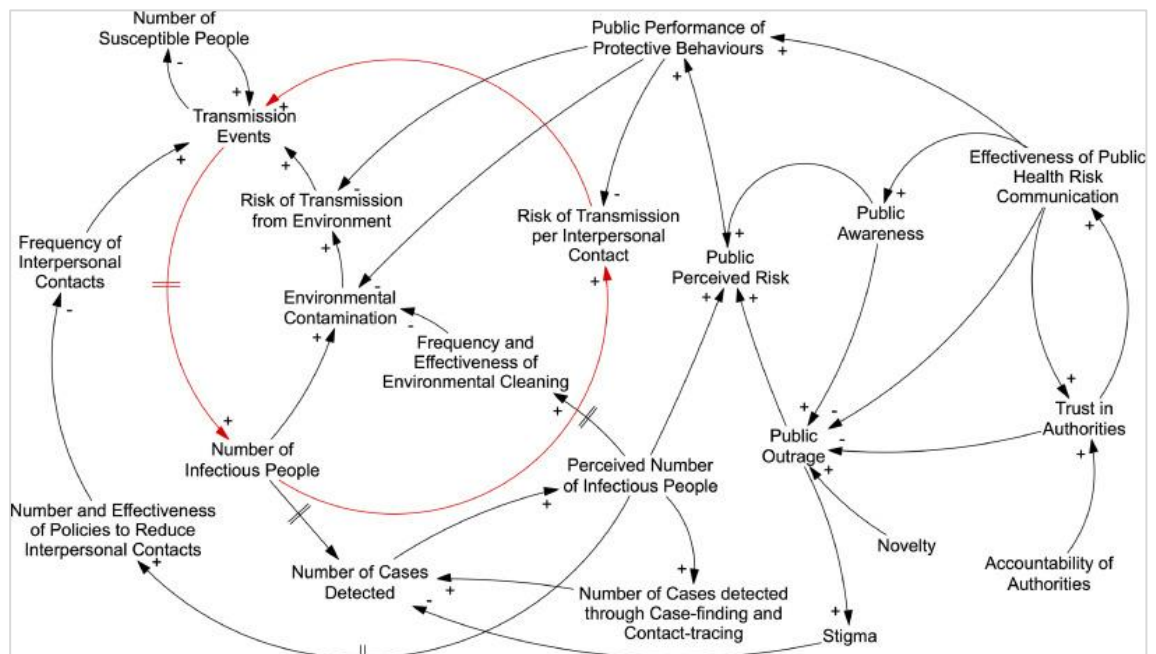 Number of
Susceptible People
Public Performance of
Protective Behaviours
Transmission
Events
Effectiveness of Public
Health Risk
Communication
Risk of Transmission
from Environment
Risk of Transmission
per Interpersonal
Contact
Public
Awareness
Frequency of
Interpersonal
Contacts
Public
Perceived Risk
Environmental
Contamination
Frequency and
Effectiveness of
Environmental Cleaning
Trust in
Authorities
Public
Outrage
Number of
Infectious People
Perceived Number
of Infectious People
Number and Effectiveness
of Policies to Reduce
Interpersonal Contacts
Novelty
Accountability of
Authorities
Number of Cases
Detected
Number of Cases detected
through Case-finding and
Contact-tracing
Stigma